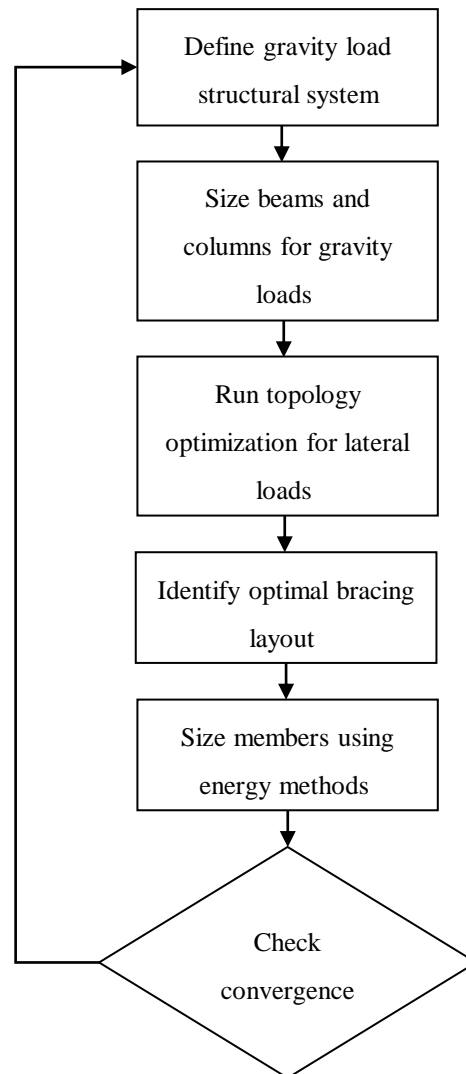 Define gravity load
structural system
Size beams and
columns for gravity
loads
Run topology
optimization for lateral
loads
Identify optimal bracing
layout
Size members using
energy methods
Check
convergence